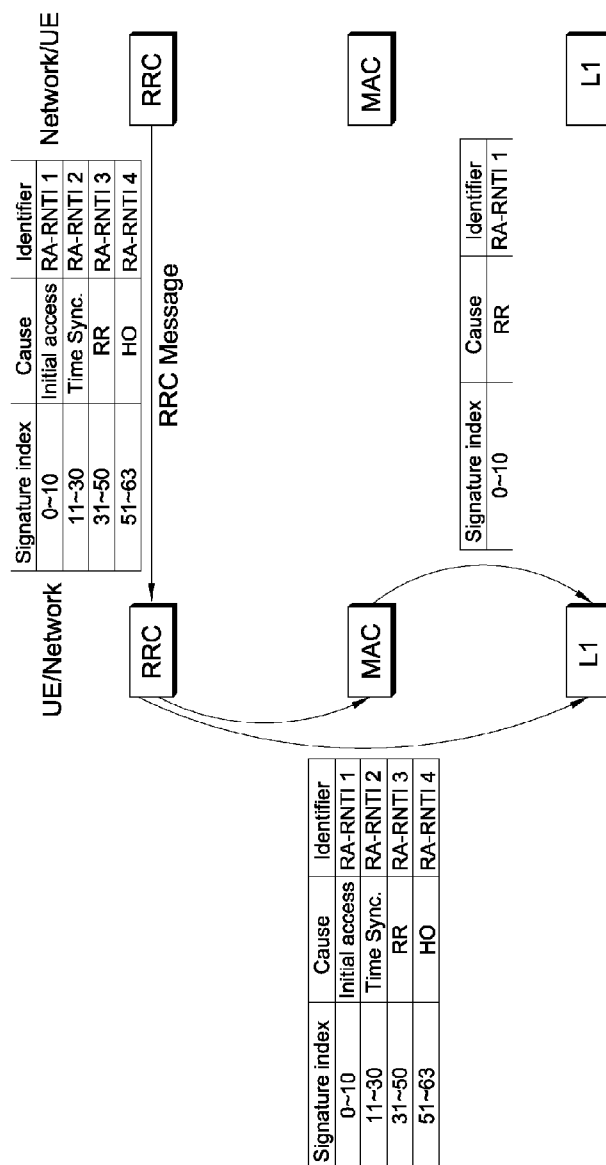 UE/Network
Network/UE
Signature index Cause Identifier
0~10 Initial access RA-RNTI 1
11~30 Time Sync. RA-RNTI 2
31~50 RR RA-RNTI 3
51~63 HO RA-RNTI 4
RRC
RRC
RRC Message
Signature index Cause Identifier
0~10 Initial access RA-RNTI 1
11~30 Time Sync. RA-RNTI 2
31~50 RR RA-RNTI 3
51~63 HO RA-RNTI 4
MAC
MAC
Signature index Cause Identifier
0~10 RR RA-RNTI 1
L1
L1